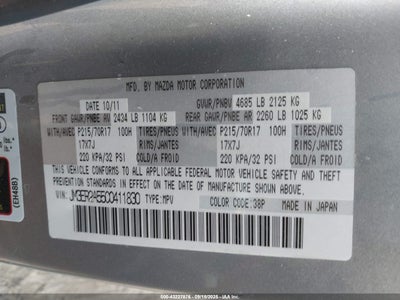 MFD. BY MAZDA MOTOR CORPORATION
DATE 10/11 GVWR/PNBV 4685 LB 2125 KG
FRONT GAWR/PNBE AV 2434 LB 1104 KG REAR GAWR/PNBE AR 2260 LB 1025 KG
WITH/AVEC P215/70R17 100H TIRES/PNEUS WITH/AVEC P215/70R17 100H TIRES/PNEUS
17X7J RIMS/JANTES 17X7J RIMS/JANTES
220 KPA/32 PSI COLD/A FROID 220 KPA/32 PSI COLD/A FROID
THIS VEHICLE CONFORMS TO ALL APPLICABLE FEDERAL MOTOR VEHICLE SAFETY
AND THEFT PREVENTION STANDARDS IN EFFECT ON THE
DATE OF MANUFACTURE SHOWN ABOVE.
VIN: TYPE:MPV COLOR CODE:38P MADE IN JAPAN
(EH48B)